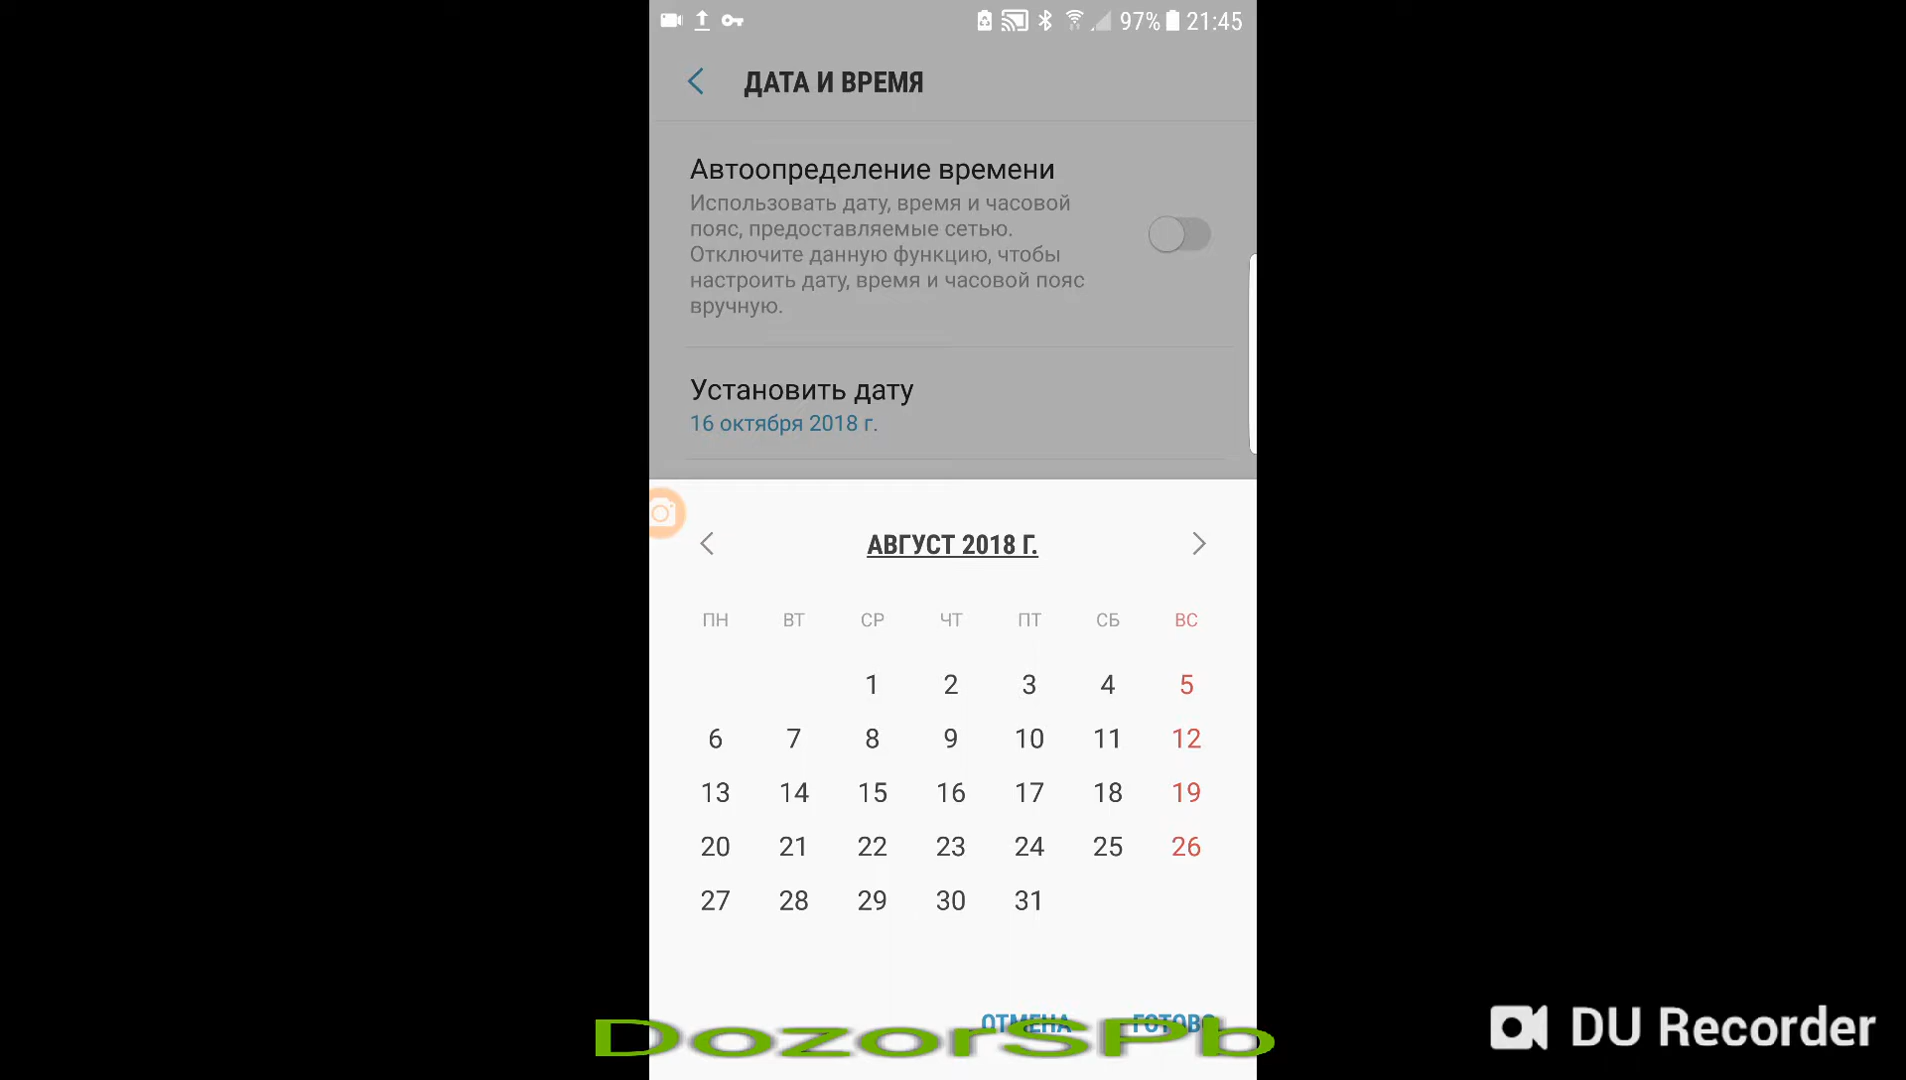 97% 21:45
ДАТА И ВРЕМЯ
Автоопределение времени
Использовать дату, время и часовой
пояс, предоставляемые сетью.
Отключите данную функцию, чтобы
настроить дату, время и часовой пояс
вручную.
Установить дату
16 октября 2018 г.
АВГУСТ 2018 Г.
ПН ВТ СР ЧТ ПТ СБ ВС
1 2 3 4 5
6 7 8 9 10 11 12
13 14 15 16 17 18 19
20 21 22 23 24 25 26
27 28 29 30 31
ОТМЕНА ГОТОВО
DozorSPb
DU Recorder